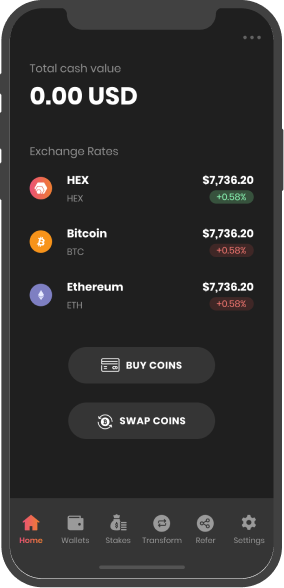 Total cash value
0.00 USD
Exchange Rates
HEX $7,736.20
HEX +0.58%
Bitcoin $7,736.20
BTC +0.58%
Ethereum $7,736.20
ETH +0.58%
BUY COINS
SWAP COINS
Home Wallets Stakes Transform Refer Settings